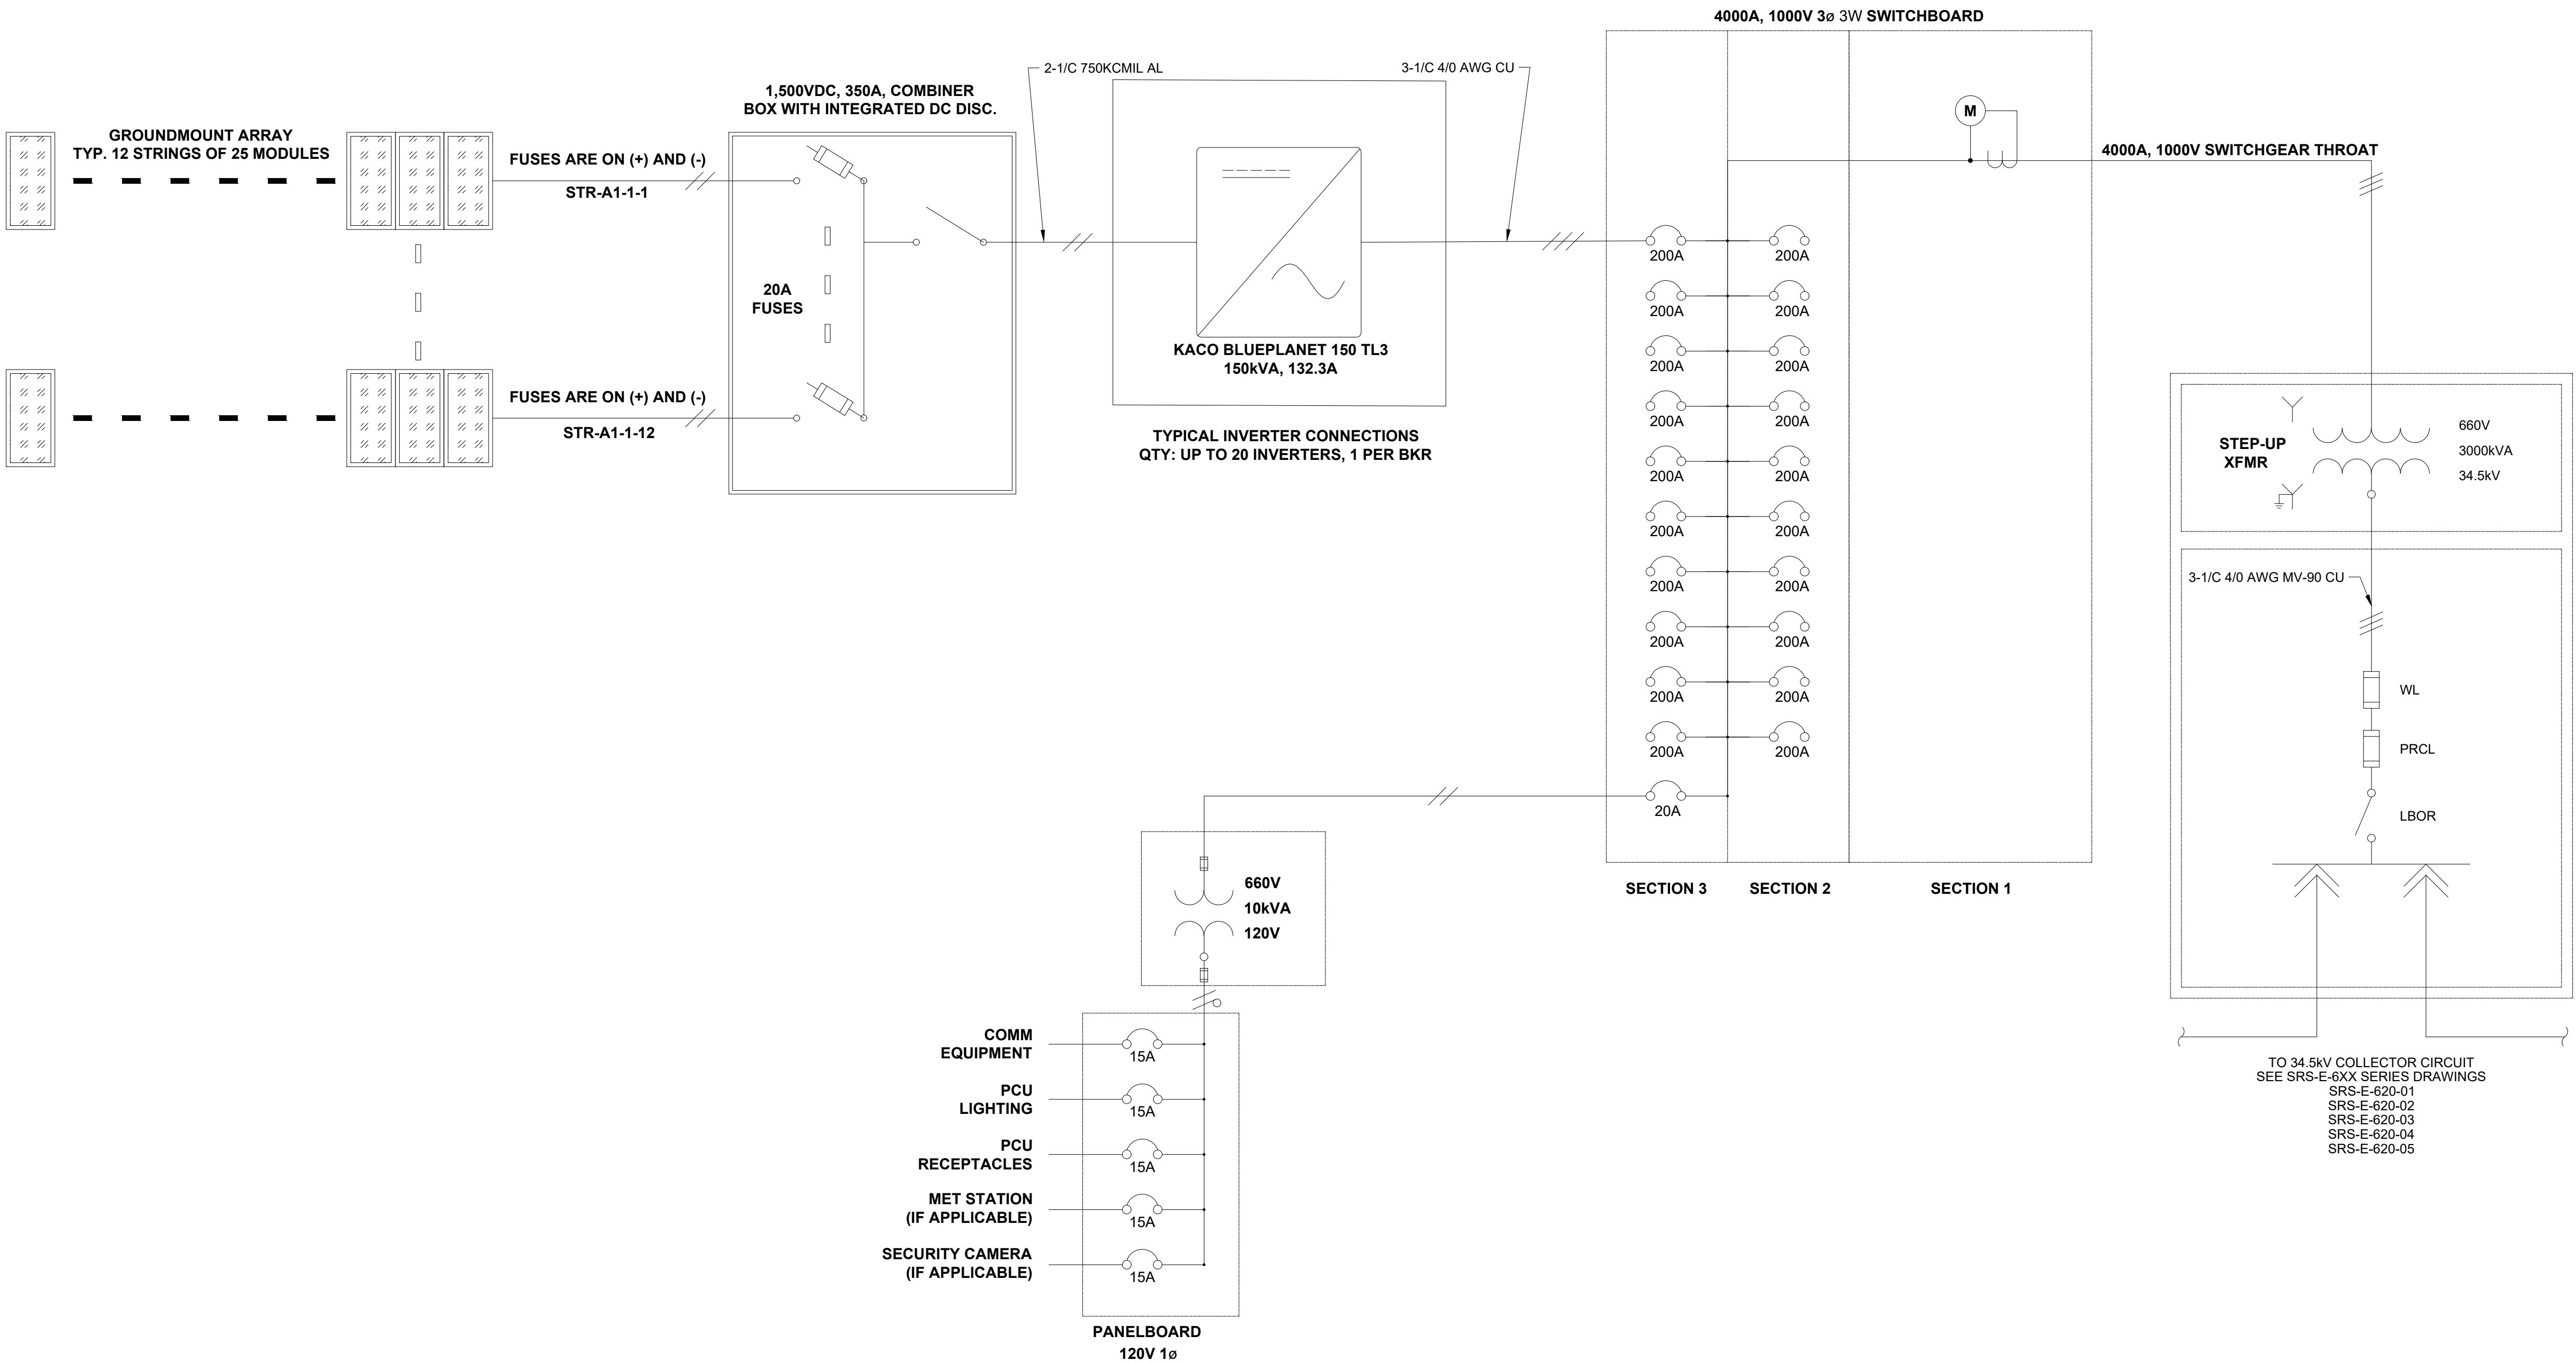 4000A, 1000V 3ø 3W SWITCHBOARD
2-1/C 750KCMIL AL
3-1/C 4/0 AWG CU
1,500VDC, 350A, COMBINER
BOX WITH INTEGRATED DC DISC.
GROUNDMOUNT ARRAY
TYP. 12 STRINGS OF 25 MODULES
FUSES ARE ON (+) AND (-)
STR-A1-1-1
20A
FUSES
FUSES ARE ON (+) AND (-)
STR-A1-1-12
KACO BLUEPLANET 150 TL3
150kVA, 132.3A
TYPICAL INVERTER CONNECTIONS
QTY: UP TO 20 INVERTERS, 1 PER BKR
M
4000A, 1000V SWITCHGEAR THROAT
200A 200A
200A 200A
200A 200A
200A 200A
200A 200A
200A 200A
200A 200A
200A 200A
200A 200A
200A 200A
20A
SECTION 3 SECTION 2 SECTION 1
STEP-UP
XFMR
660V
3000kVA
34.5kV
3-1/C 4/0 AWG MV-90 CU
WL
PRCL
LBOR
TO 34.5kV COLLECTOR CIRCUIT
SEE SRS-E-6XX SERIES DRAWINGS
SRS-E-620-01
SRS-E-620-02
SRS-E-620-03
SRS-E-620-04
SRS-E-620-05
660V
10kVA
120V
COMM
EQUIPMENT
15A
PCU
LIGHTING
15A
PCU
RECEPTACLES
15A
MET STATION
(IF APPLICABLE)
15A
SECURITY CAMERA
(IF APPLICABLE)
15A
PANELBOARD
120V 1ø